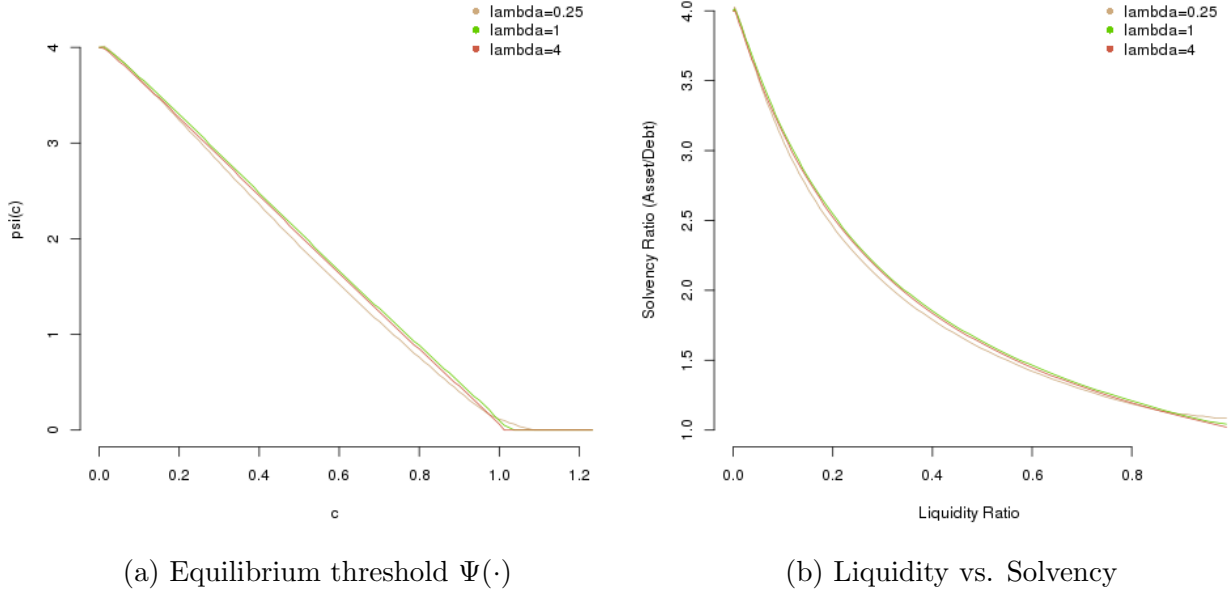 lambda=0.25
lambda=1
lambda=4
psi(c)
4
3
2
1
0
0.0 0.2 0.4 0.6 0.8 1.0 1.2
c
(a) Equilibrium threshold Ψ(·)
lambda=0.25
lambda=1
lambda=4
Solvency Ratio (Asset/Debt)
4.0
3.5
3.0
2.5
2.0
1.5
1.0
0.0 0.2 0.4 0.6 0.8
Liquidity Ratio
(b) Liquidity vs. Solvency